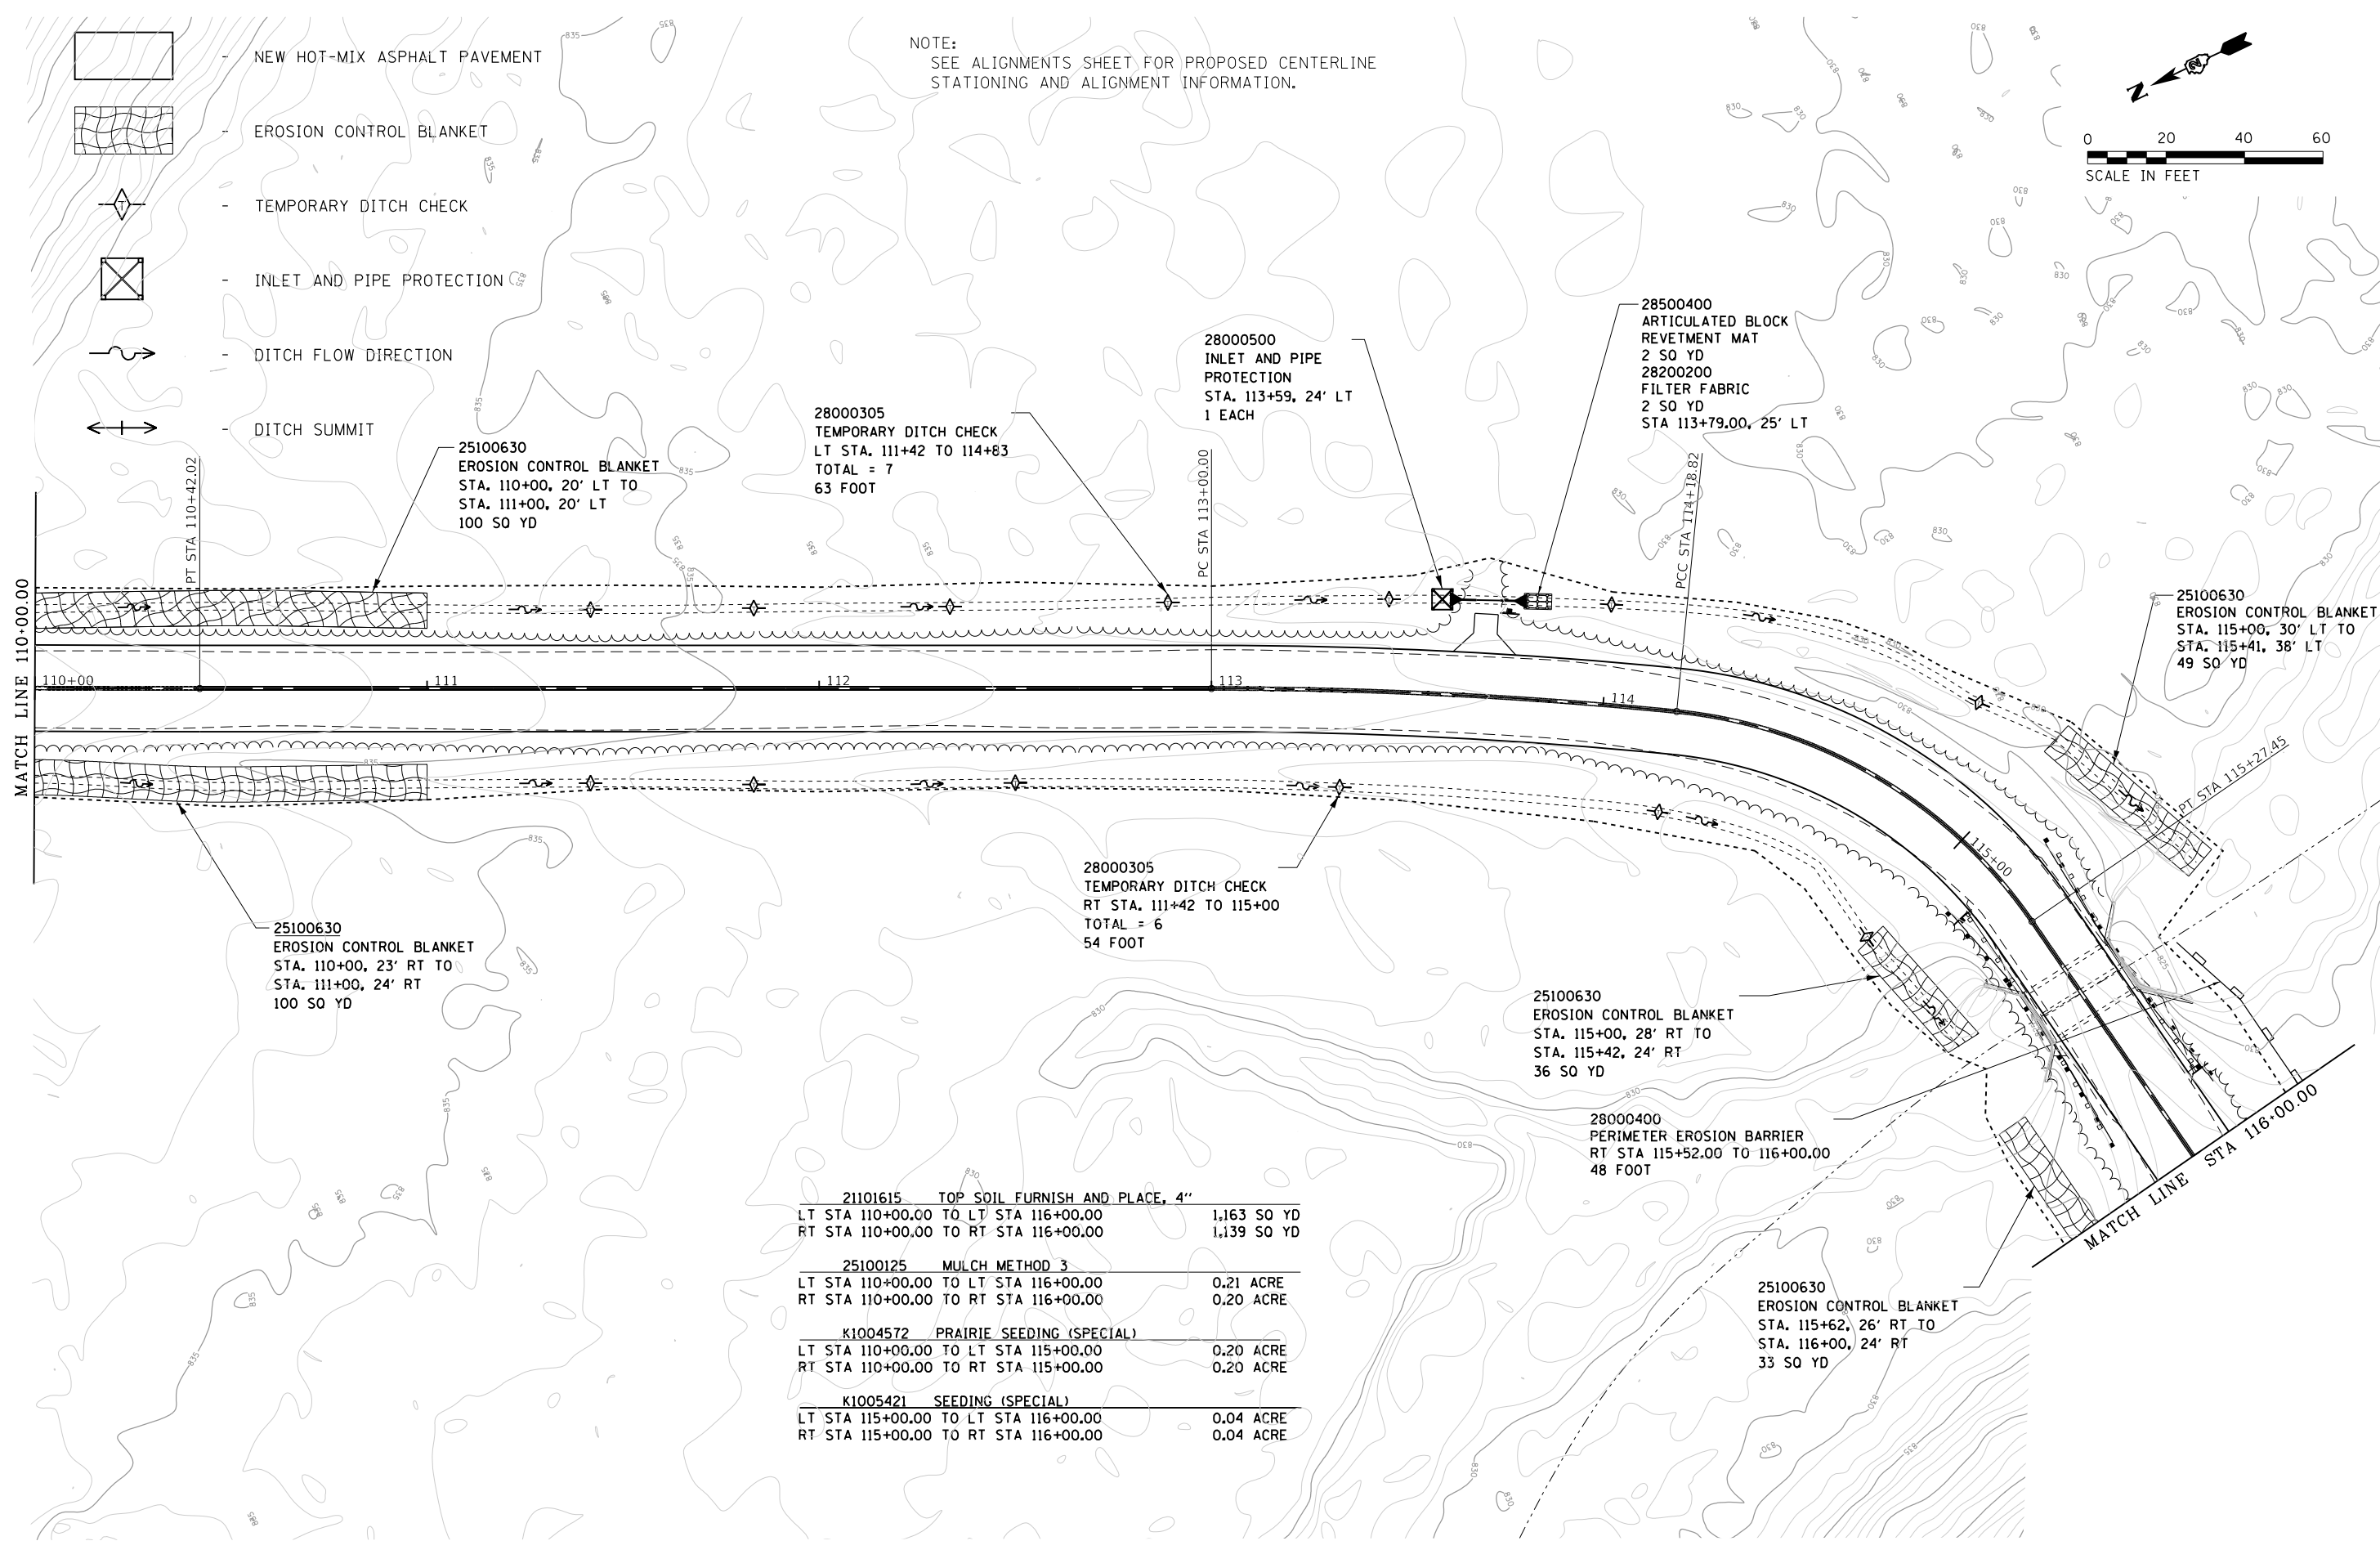 NOTE:
SEE ALIGNMENTS SHEET FOR PROPOSED CENTERLINE
STATIONING AND ALIGNMENT INFORMATION.
- NEW HOT-MIX ASPHALT PAVEMENT
- EROSION CONTROL BLANKET
T - TEMPORARY DITCH CHECK
- INLET AND PIPE PROTECTION
- DITCH FLOW DIRECTION
- DITCH SUMMIT
N
0 20 40 60
SCALE IN FEET
25100630
EROSION CONTROL BLANKET
STA. 110+00, 20' LT TO
STA. 111+00, 20' LT
100 SQ YD
28000305
TEMPORARY DITCH CHECK
LT STA. 111+42 TO 114+83
TOTAL = 7
63 FOOT
28000500
INLET AND PIPE
PROTECTION
STA. 113+59, 24' LT
1 EACH
28500400
ARTICULATED BLOCK
REVETMENT MAT
2 SQ YD
28200200
FILTER FABRIC
2 SQ YD
STA 113+79.00, 25' LT
25100630
EROSION CONTROL BLANKET
STA. 115+00, 30' LT TO
STA. 115+41, 38' LT
49 SQ YD
PT STA 110+42.02
PC STA 113+00.00
PCC STA 114+18.82
PT STA 115+27.45
MATCH LINE 110+00.00
110+00
111
112
113
114
115+00
MATCH LINE STA 116+00.00
25100630
EROSION CONTROL BLANKET
STA. 110+00, 23' RT TO
STA. 111+00, 24' RT
100 SQ YD
28000305
TEMPORARY DITCH CHECK
RT STA. 111+42 TO 115+00
TOTAL = 6
54 FOOT
25100630
EROSION CONTROL BLANKET
STA. 115+00, 28' RT TO
STA. 115+42, 24' RT
36 SQ YD
28000400
PERIMETER EROSION BARRIER
RT STA 115+52.00 TO 116+00.00
48 FOOT
25100630
EROSION CONTROL BLANKET
STA. 115+62, 26' RT TO
STA. 116+00, 24' RT
33 SQ YD
21101615 TOP SOIL FURNISH AND PLACE, 4"
LT STA 110+00.00 TO LT STA 116+00.00 1,163 SQ YD
RT STA 110+00.00 TO RT STA 116+00.00 1,139 SQ YD
25100125 MULCH METHOD 3
LT STA 110+00.00 TO LT STA 116+00.00 0.21 ACRE
RT STA 110+00.00 TO RT STA 116+00.00 0.20 ACRE
K1004572 PRAIRIE SEEDING (SPECIAL)
LT STA 110+00.00 TO LT STA 115+00.00 0.20 ACRE
RT STA 110+00.00 TO RT STA 115+00.00 0.20 ACRE
K1005421 SEEDING (SPECIAL)
LT STA 115+00.00 TO LT STA 116+00.00 0.04 ACRE
RT STA 115+00.00 TO RT STA 116+00.00 0.04 ACRE
835
835
835
835
830
830
830
830
825